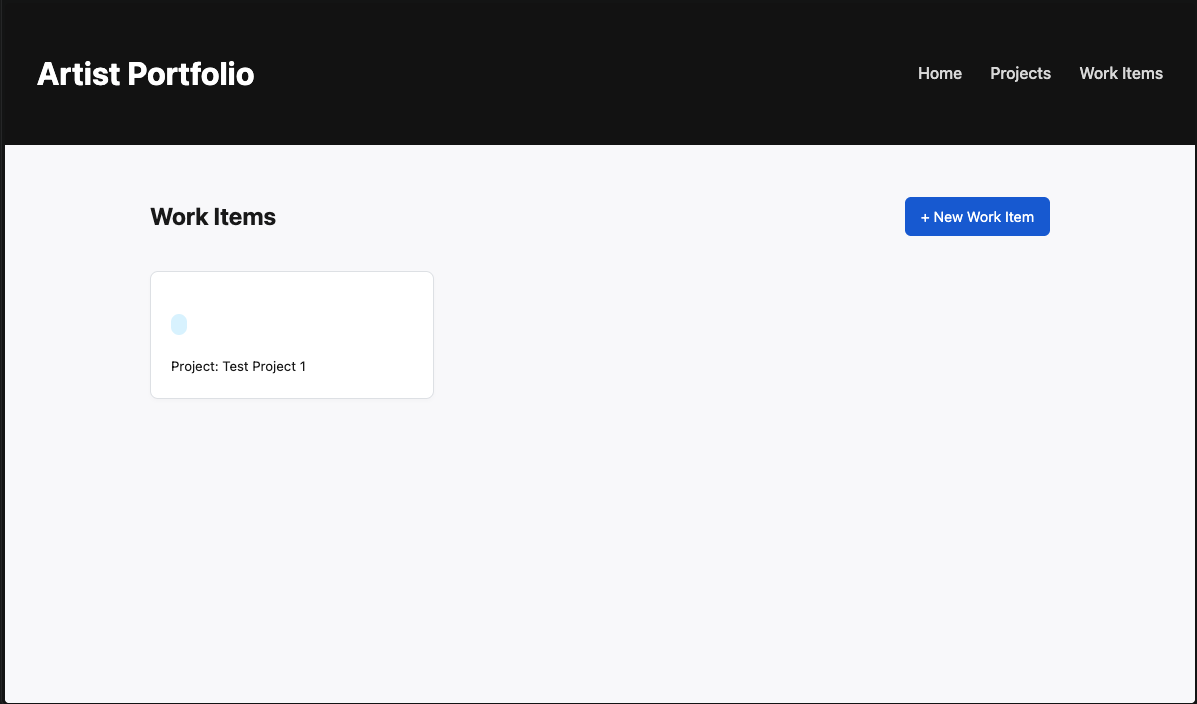 Artist Portfolio
Home Projects Work Items
Work Items
+ New Work Item
Project: Test Project 1